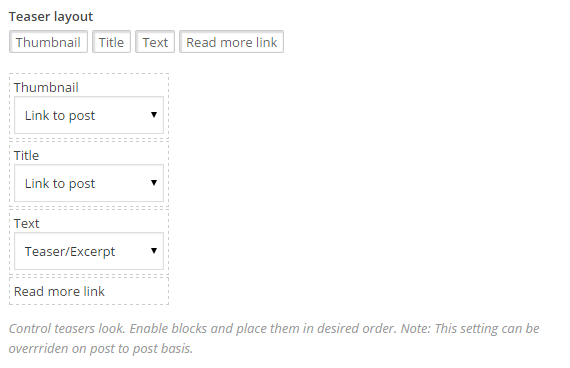 Teaser layout
Thumbnail Title Text Read more link
Thumbnail
Link to post
Title
Link to post
Text
Teaser/Excerpt
Read more link
Control teasers look. Enable blocks and place them in desired order. Note: This setting can be
overrriden on post to post basis.